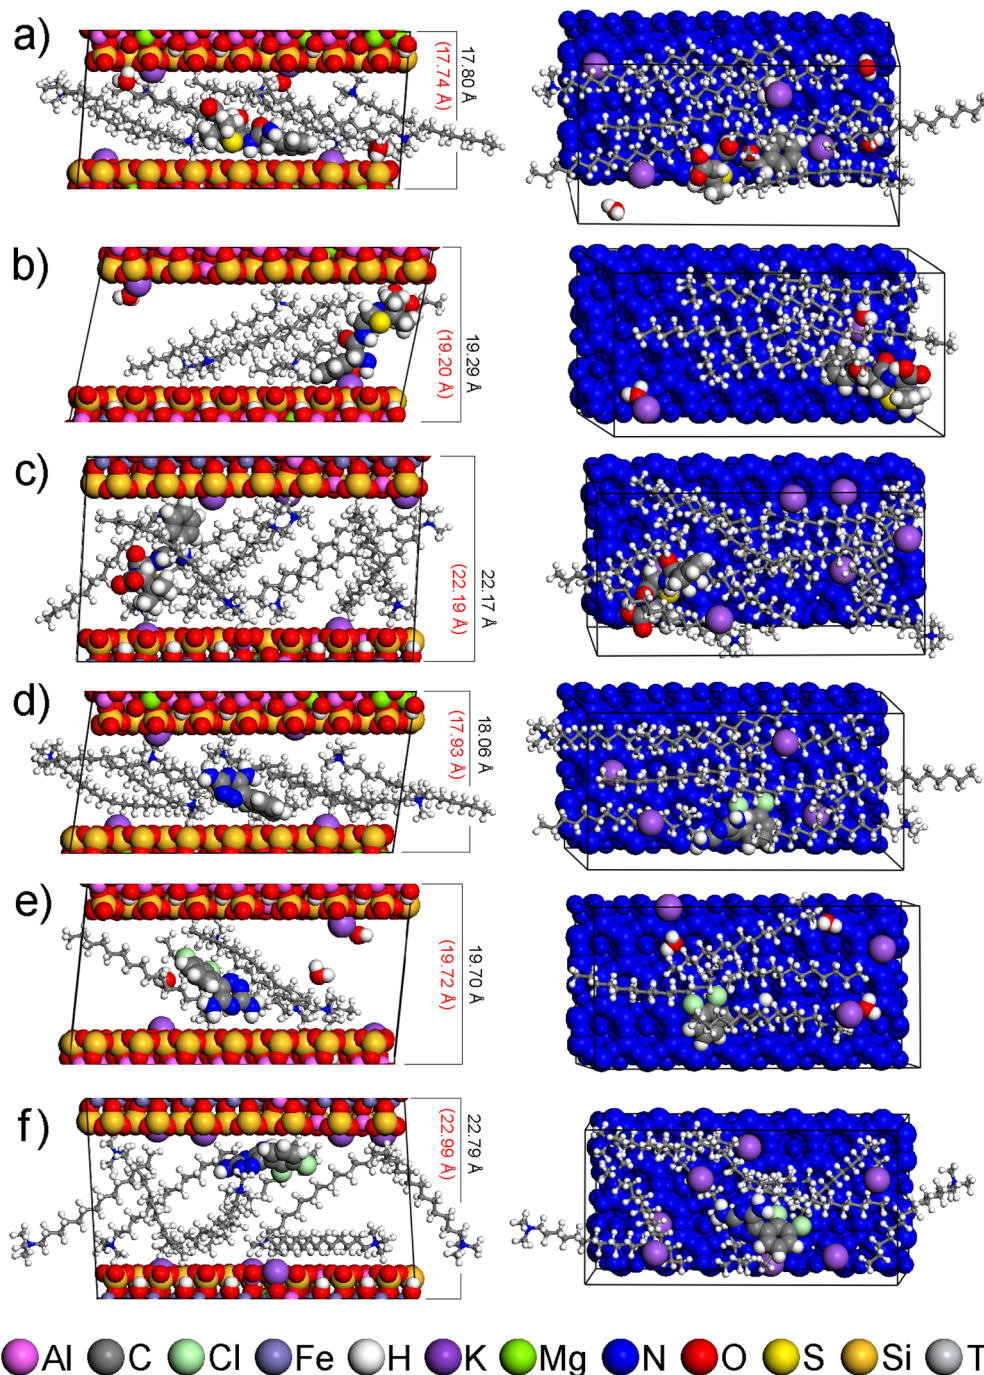 a)
17.80 Å
(17.74 Å)
b)
19.29 Å
(19.20 Å)
c)
22.17 Å
(22.19 Å)
d)
18.06 Å
(17.93 Å)
e)
19.70 Å
(19.72 Å)
f)
22.79 Å
(22.99 Å)
Al C Cl Fe H K Mg N O S Si T